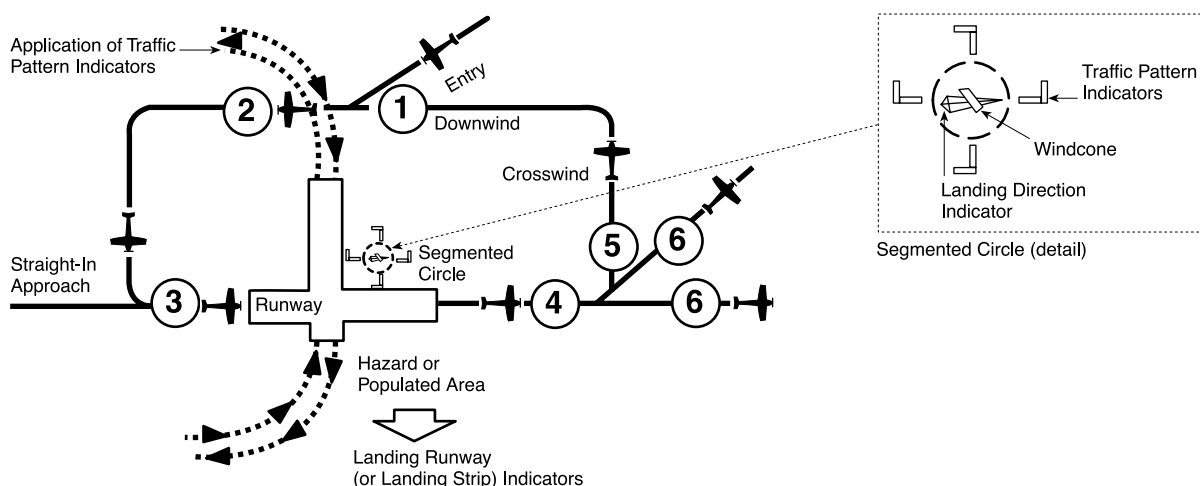 Application of Traffic
Pattern Indicators
Entry
2
1
Downwind
Crosswind
5
6
Straight-In
Approach
3
Runway
Segmented
Circle
4
6
Hazard or
Populated Area
Landing Runway
(or Landing Strip) Indicators
Traffic Pattern
Indicators
Windcone
Landing Direction
Indicator
Segmented Circle (detail)